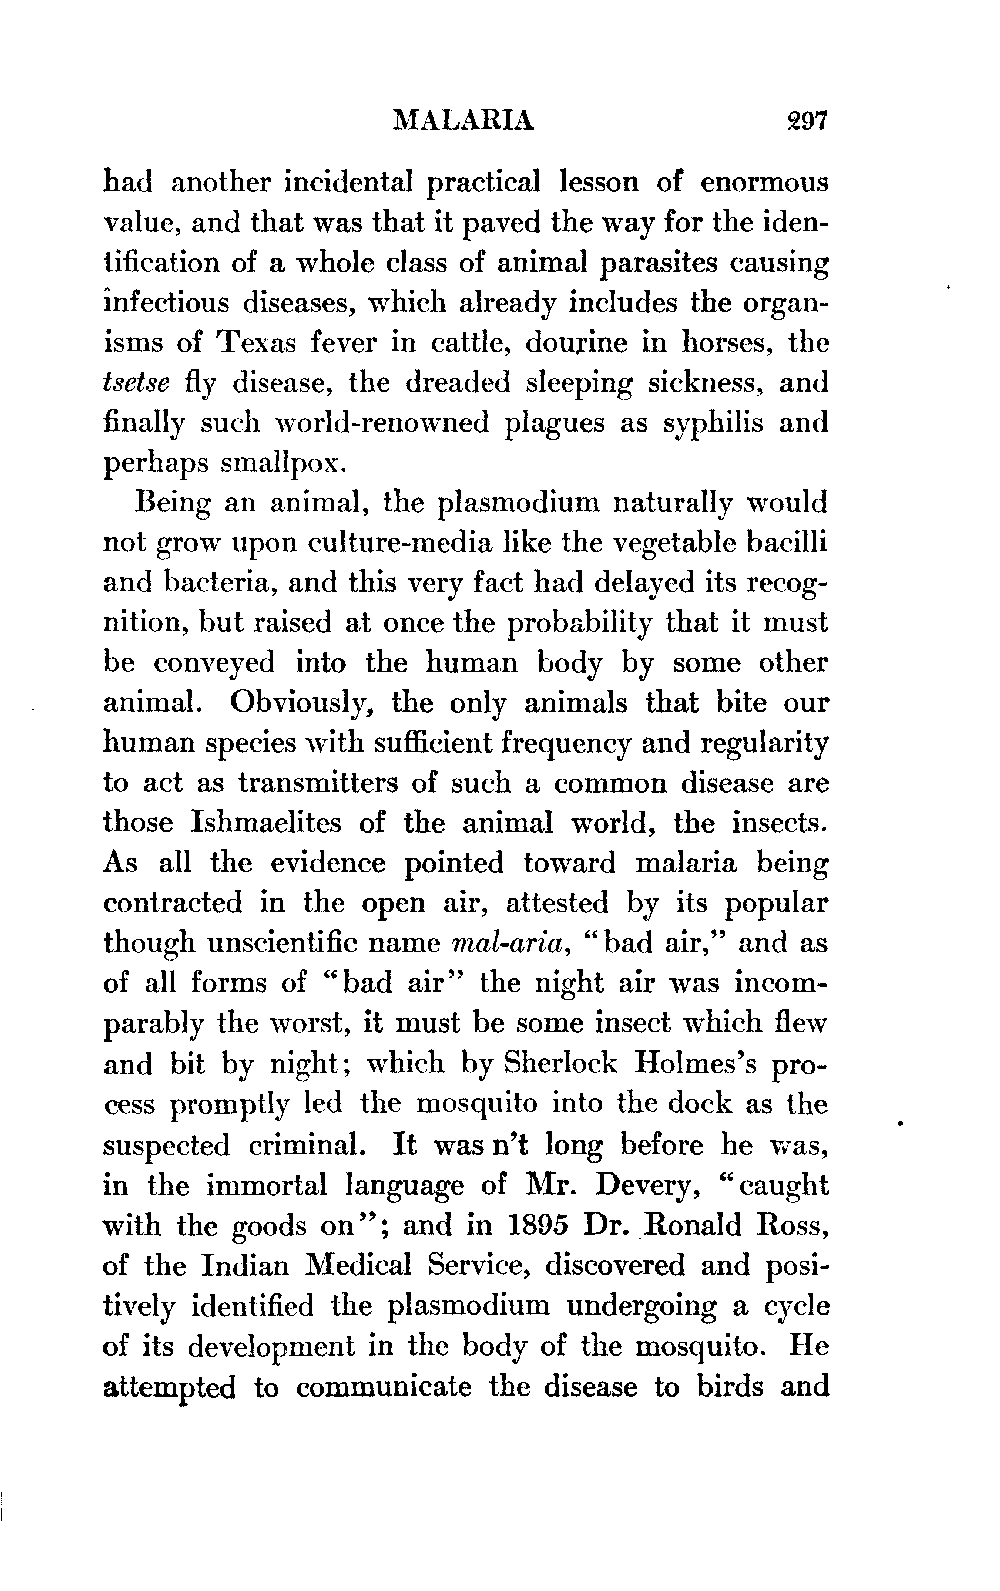 MALARIA 297
had another incidental practical lesson of enormous
value, and that was that it paved the way for the iden-
tification of a whole class of animal parasites causing
infectious diseases, which already includes the organ-
isms of Texas fever in cattle, dourine in horses, the
tsetse fly disease, the dreaded sleeping sickness, and
finally such world-renowned plagues as syphilis and
perhaps smallpox.
Being an animal, the plasmodium naturally would
not grow upon culture-media like the vegetable bacilli
and bacteria, and this very fact had delayed its recog-
nition, but raised at once the probability that it must
be conveyed into the human body by some other
animal. Obviously, the only animals that bite our
human species with sufficient frequency and regularity
to act as transmitters of such a common disease are
those Ishmaelites of the animal world, the insects.
As all the evidence pointed toward malaria being
contracted in the open air, attested by its popular
though unscientific name mal-aria, "bad air," and as
of all forms of "bad air" the night air was incom-
parably the worst, it must be some insect which flew
and bit by night; which by Sherlock Holmes's pro-
cess promptly led the mosquito into the dock as the
suspected criminal. It was n't long before he was,
in the immortal language of Mr. Devery, "caught
with the goods on"; and in 1895 Dr. Ronald Ross,
of the Indian Medical Service, discovered and posi-
tively identified the plasmodium undergoing a cycle
of its development in the body of the mosquito. He
attempted to communicate the disease to birds and